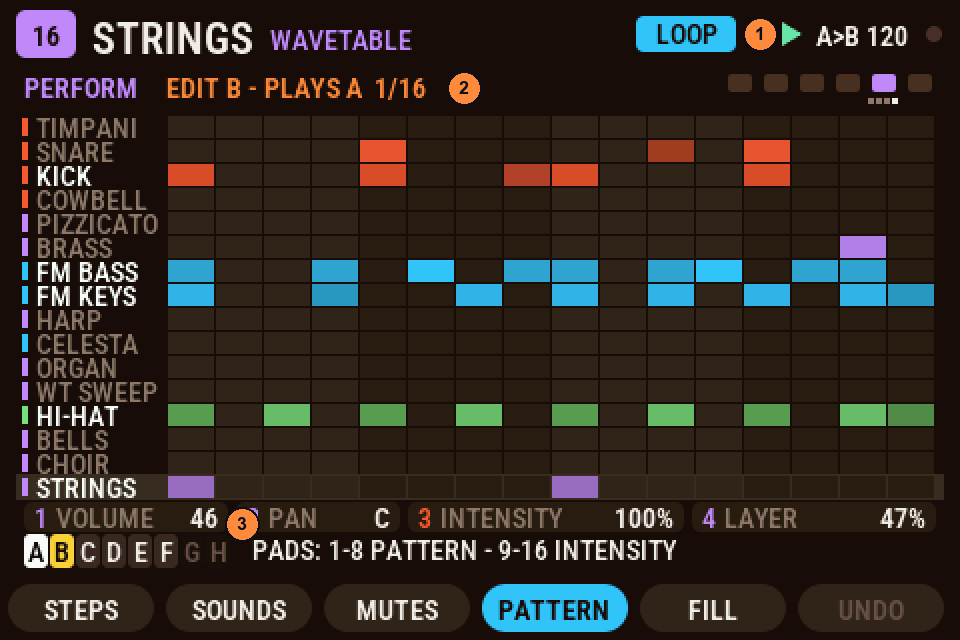 16 STRINGS WAVETABLE LOOP 1 A>B 120
PERFORM EDIT B - PLAYS A 1/16 2
TIMPANI
SNARE
KICK
COWBELL
PIZZICATO
BRASS
FM BASS
FM KEYS
HARP
CELESTA
ORGAN
WT SWEEP
HI-HAT
BELLS
CHOIR
STRINGS
1 VOLUME 46 3 PAN C 3 INTENSITY 100% 4 LAYER 47%
A B C D E F G H PADS: 1-8 PATTERN - 9-16 INTENSITY
STEPS SOUNDS MUTES PATTERN FILL UNDO